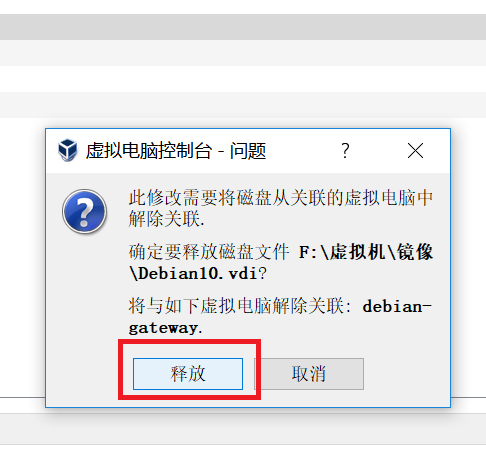 虚拟电脑控制台 - 问题
此修改需要将磁盘从关联的虚拟电脑中
解除关联.
确定要释放磁盘文件 F:\虚拟机\镜像
\Debian10.vdi?
将与如下虚拟电脑解除关联: debian-
gateway.
释放 取消